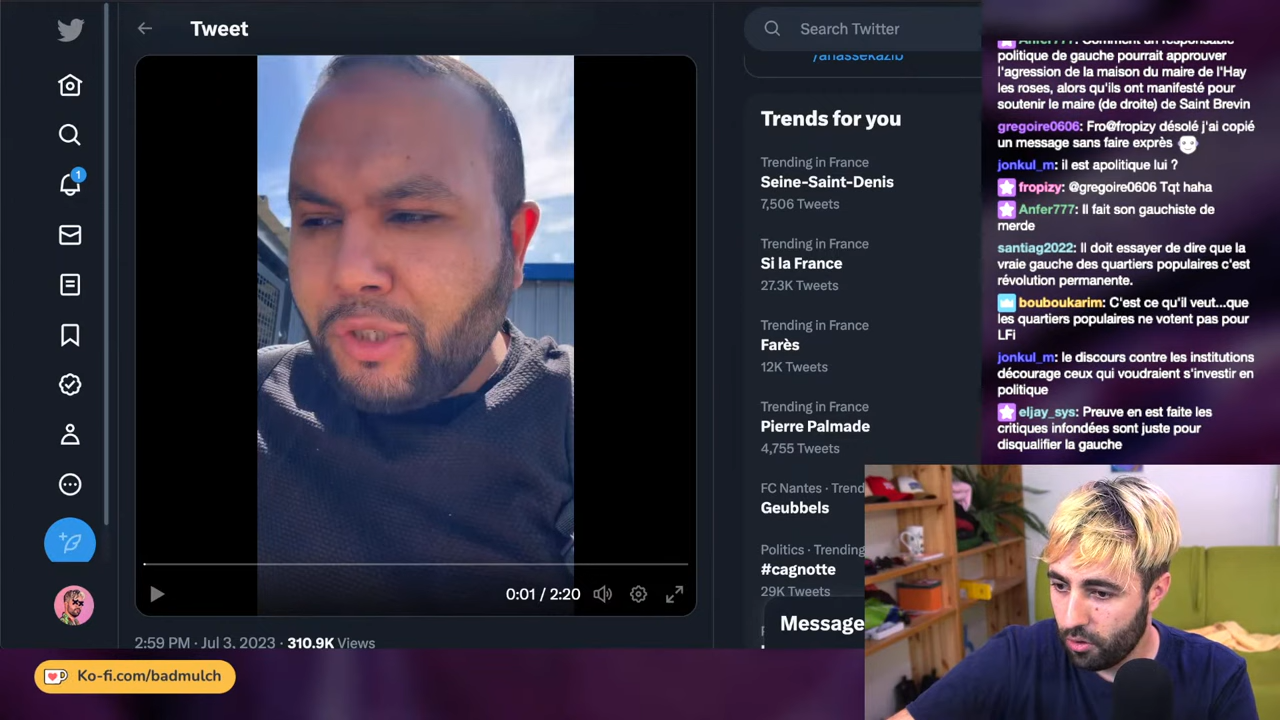 Tweet
0:01 / 2:20
2:59 PM · Jul 3, 2023 · 310.9K Views
1
Ko-fi.com/badmulch
Search Twitter
/anassekazib
Trends for you
Trending in France
Seine-Saint-Denis
7,506 Tweets
Trending in France
Si la France
27.3K Tweets
Trending in France
Farès
12K Tweets
Trending in France
Pierre Palmade
4,755 Tweets
FC Nantes · Trend
Geubbels
Politics · Trending
#cagnotte
29K Tweets
Message
Anfer777: Comment un responsable
politique de gauche pourrait approuver
l'agression de la maison du maire de l'Hay
les roses, alors qu'ils ont manifesté pour
soutenir le maire (de droite) de Saint Brevin
gregoire0606: Fro@fropizy désolé j'ai copié
un message sans faire exprès
jonkul_m: il est apolitique lui ?
fropizy: @gregoire0606 Tqt haha
Anfer777: Il fait son gauchiste de
merde
santiag2022: Il doit essayer de dire que la
vraie gauche des quartiers populaires c'est
révolution permanente.
bouboukarim: C'est ce qu'il veut...que
les quartiers populaires ne votent pas pour
LFi
jonkul_m: le discours contre les institutions
décourage ceux qui voudraient s'investir en
politique
eljay_sys: Preuve en est faite les
critiques infondées sont juste pour
disqualifier la gauche